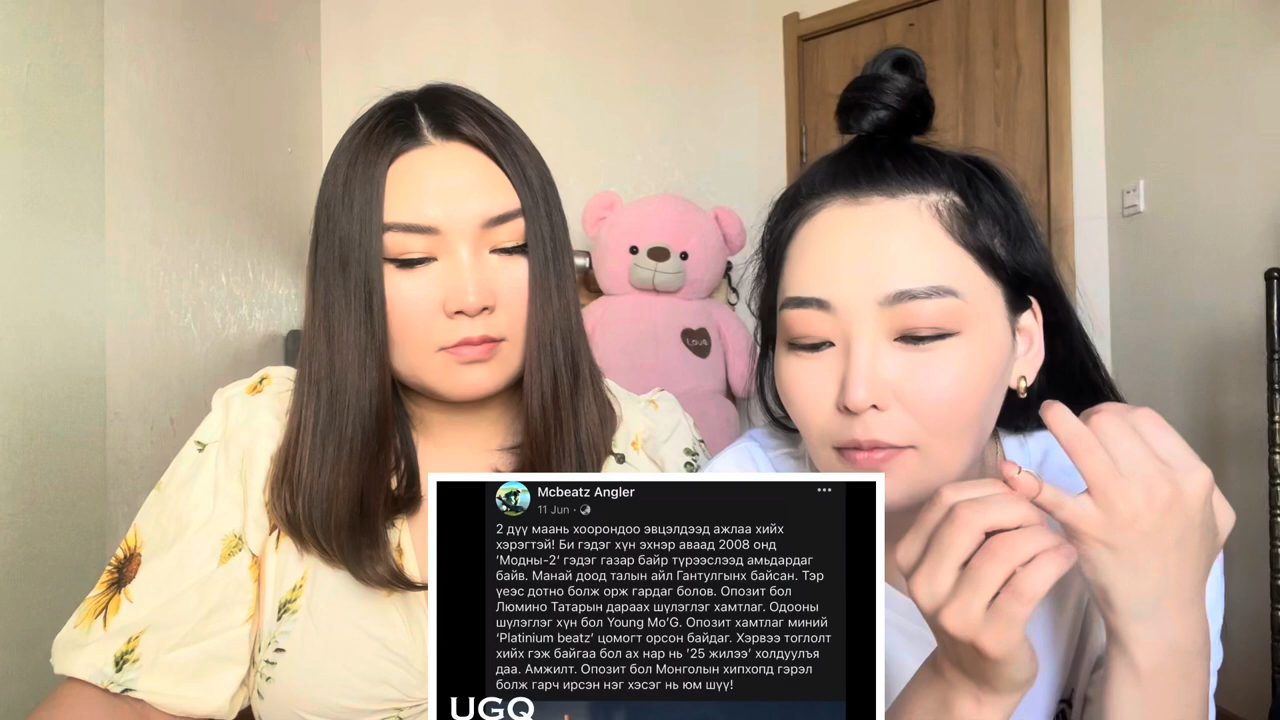 Love
Mcbeatz Angler
11 Jun
2 дүү маань хоорондоо эвцэлдээд ажлаа хийх
хэрэгтэй! Би гэдэг хүн эхнэр аваад 2008 онд
‘Модны-2’ гэдэг газар байр түрээслээд амьдардаг
байв. Манай доод талын айл Гантулгынх байсан. Тэр
үеэс дотно болж орж гардаг болов. Опозит бол
Люмино Татарын дараах шүлэглэг хамтлаг. Одооны
шүлэглэг хүн бол Young Mo’G. Опозит хамтлаг миний
‘Platinium beatz’ цомогт орсон байдаг. Хэрвээ тоглолт
хийх гэж байгаа бол ах нар нь ’25 жилээ’ холдуулъя
даа. Амжилт. Опозит бол Монголын хипхопд гэрэл
болж гарч ирсэн нэг хэсэг нь юм шүү!
UGQ